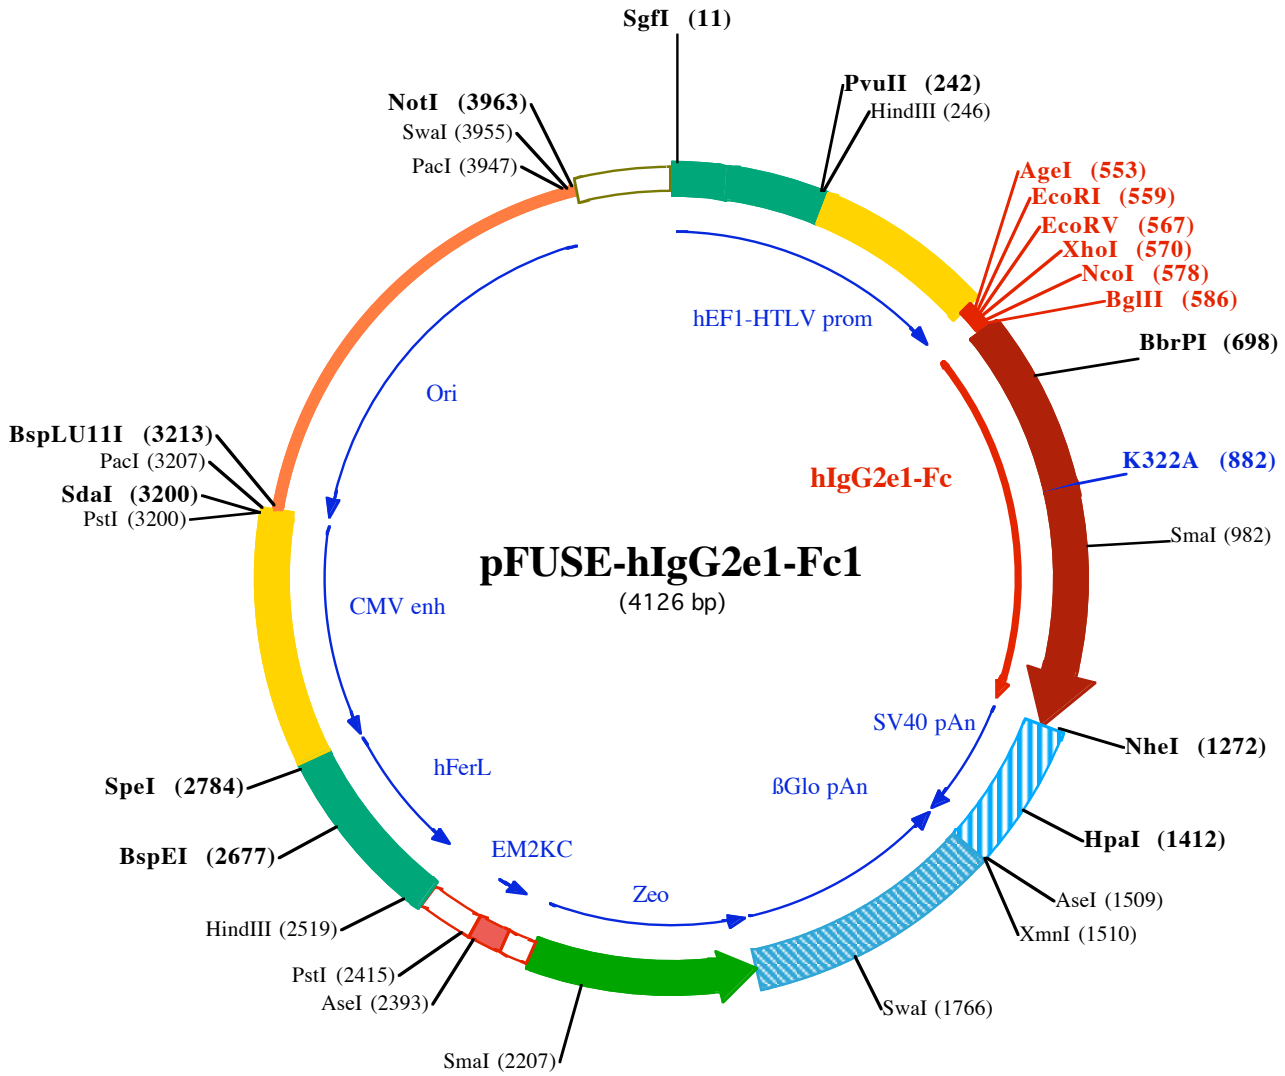 SgfI (11)
PvuII (242)
HindIII (246)
NotI (3963)
SwaI (3955)
PacI (3947)
AgeI (553)
EcoRI (559)
EcoRV (567)
XhoI (570)
NcoI (578)
BglII (586)
BbrPI (698)
hEF1-HTLV prom
Ori
BspLU11I (3213)
PacI (3207)
SdaI (3200)
PstI (3200)
K322A (882)
hIgG2e1-Fc
SmaI (982)
pFUSE-hIgG2e1-Fc1
(4126 bp)
CMV enh
SV40 pAn
NheI (1272)
hFerL
ßGlo pAn
SpeI (2784)
HpaI (1412)
BspEI (2677)
EM2KC
Zeo
AseI (1509)
HindIII (2519)
XmnI (1510)
PstI (2415)
AseI (2393)
SwaI (1766)
SmaI (2207)